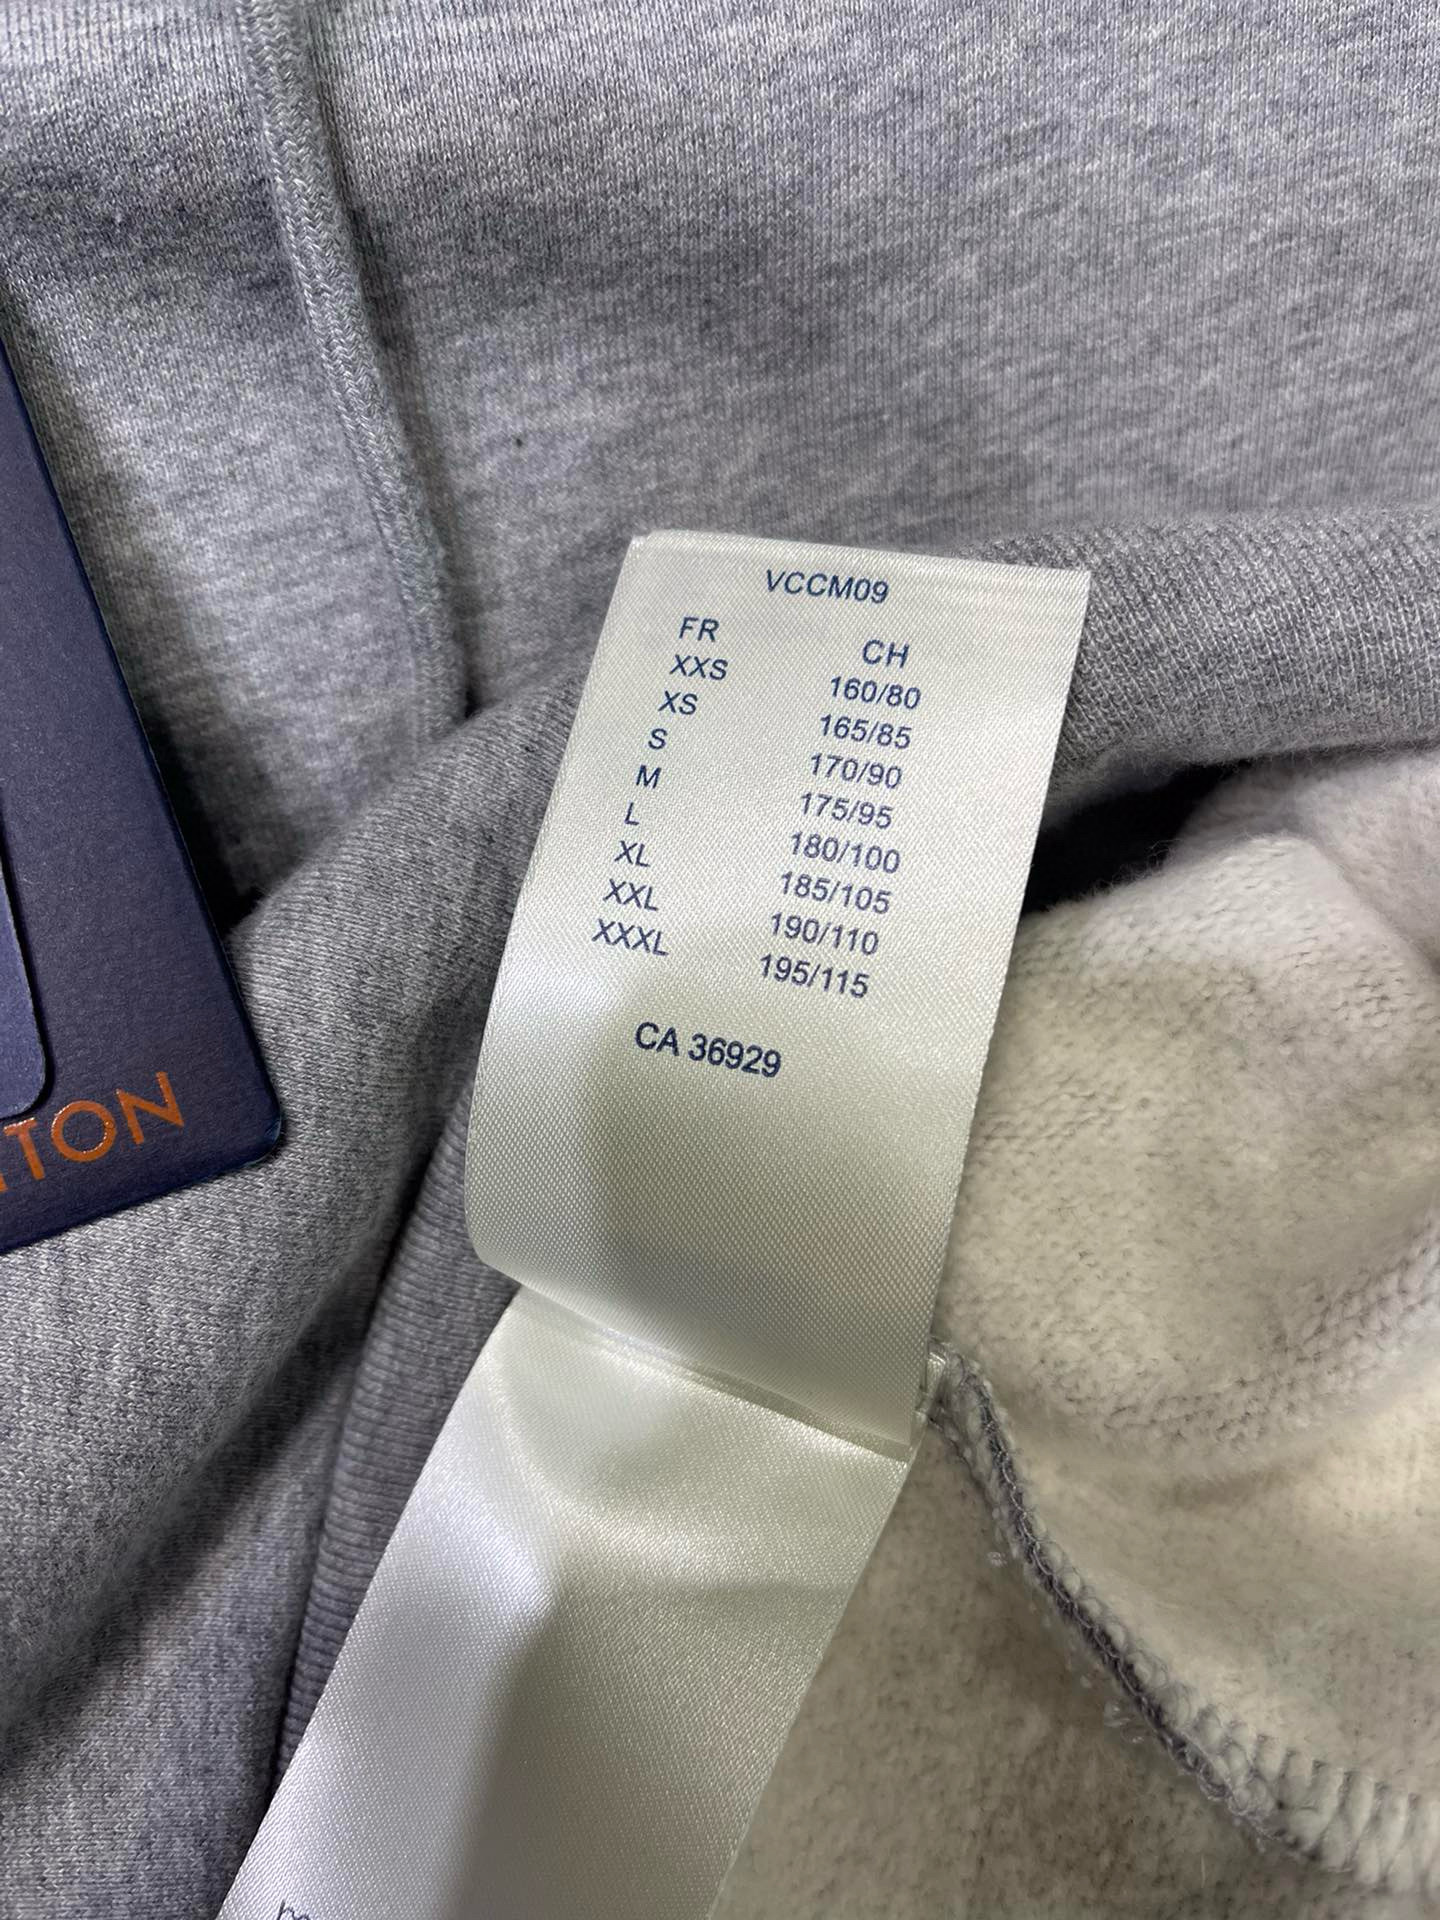 VCCM09
FR CH
XXS 160/80
XS 165/85
S 170/90
M 175/95
L 180/100
XL 185/105
XXL 190/110
XXXL 195/115
CA 36929
TON